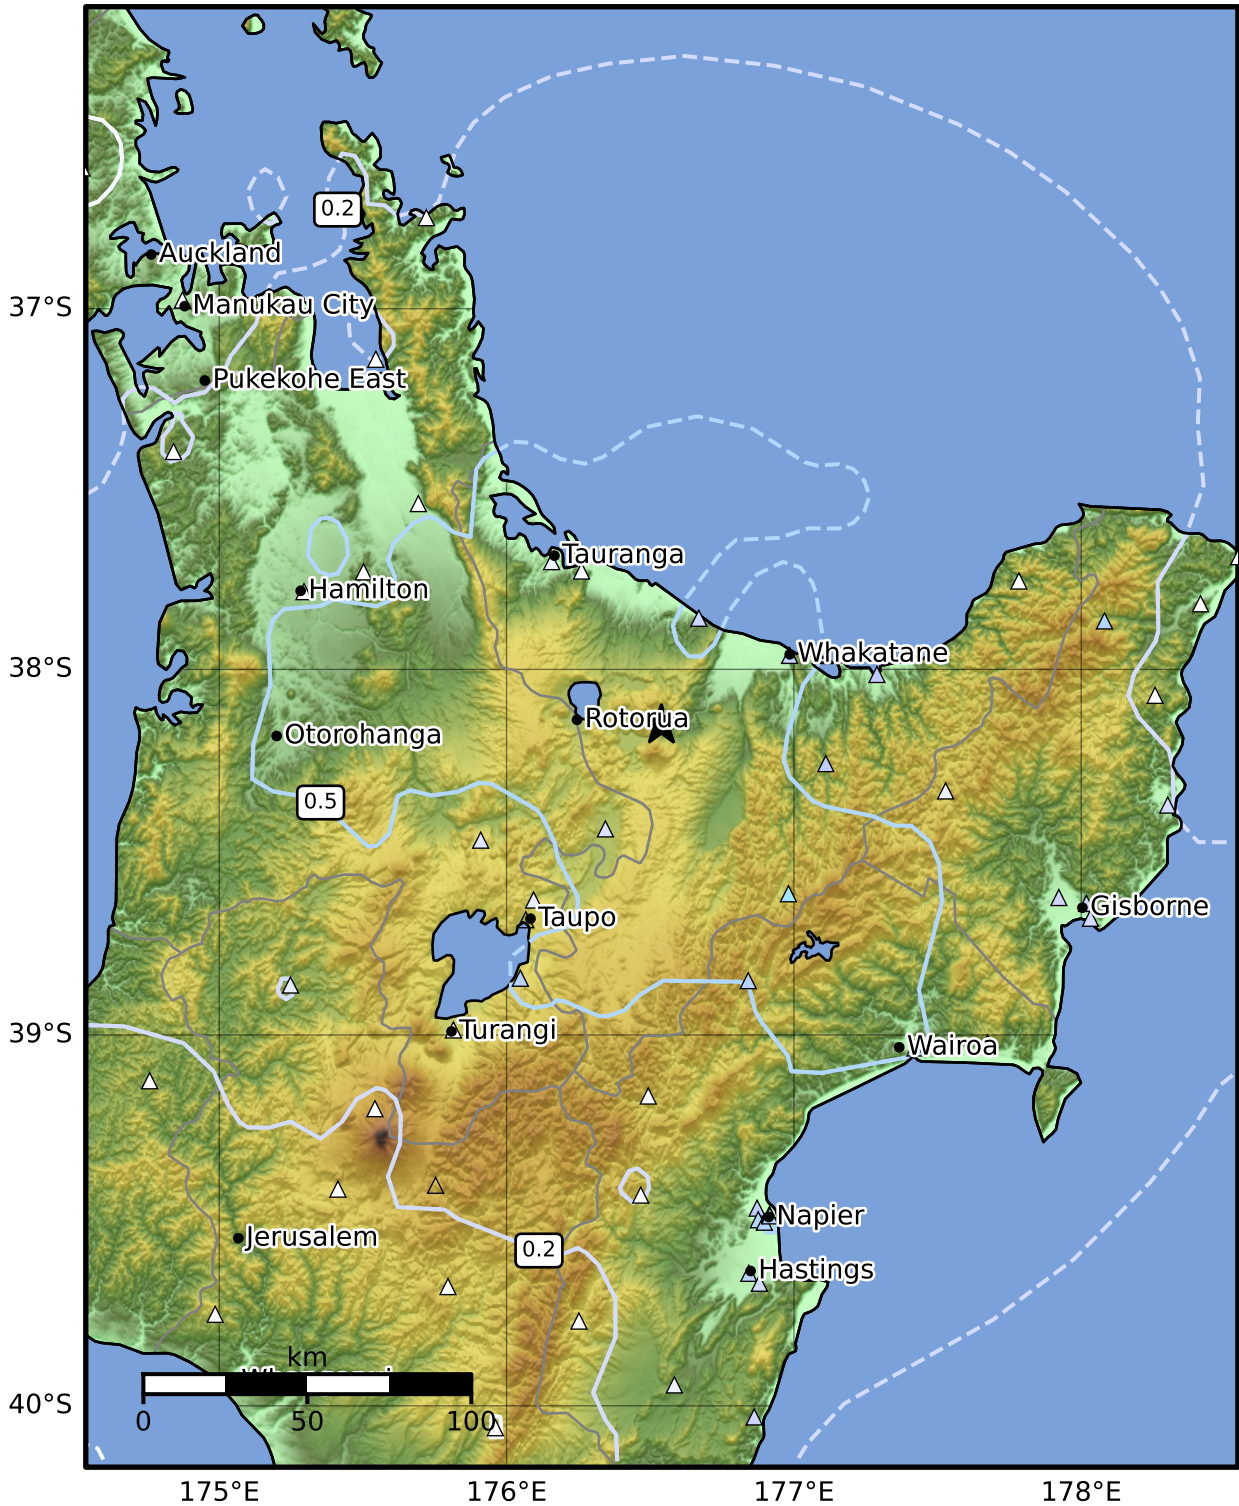 0.2
Auckland
37°S
Manukau City
Pukekohe East
Tauranga
Hamilton
Whakatane
38°S
Rotorua
Otorohanga
0.5
Gisborne
Taupo
39°S
Turangi
Wairoa
Napier
Jerusalem
0.2
Hastings
km
40°S
0 50 100
175°E 176°E 177°E 178°E